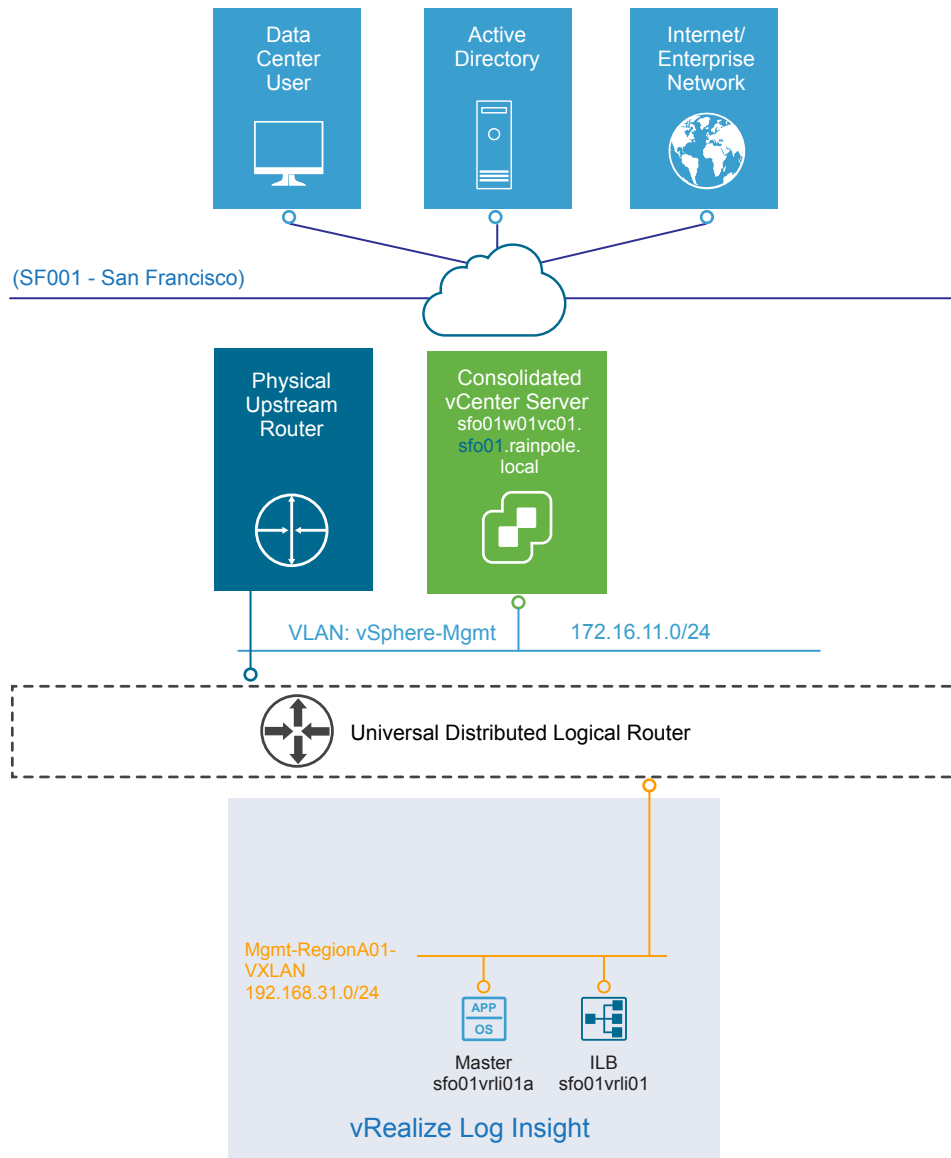 Data
Center
User
Active
Directory
Internet/
Enterprise
Network
(SF001 - San Francisco)
Physical
Upstream
Router
Consolidated
vCenter Server
sfo01w01vc01.
sfo01.rainpole.
local
VLAN: vSphere-Mgmt
172.16.11.0/24
Universal Distributed Logical Router
Mgmt-RegionA01-
VXLAN
192.168.31.0/24
APP
OS
Master
sfo01vrli01a
ILB
sfo01vrli01
vRealize Log Insight